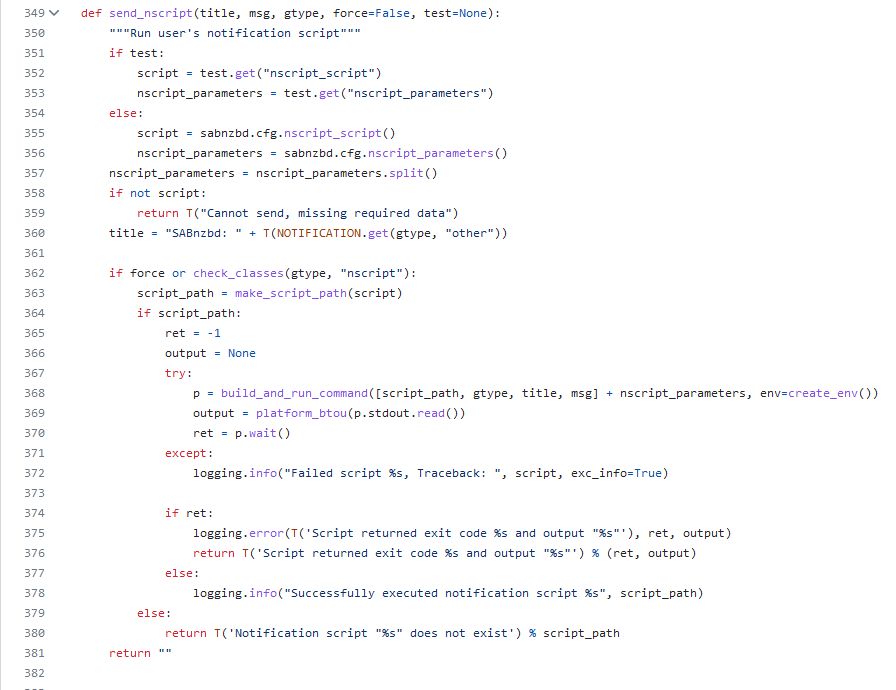 349 def send_nscript(title, msg, gtype, force=False, test=None):
350     """Run user's notification script"""
351     if test:
352         script = test.get("nscript_script")
353         nscript_parameters = test.get("nscript_parameters")
354     else:
355         script = sabnzbd.cfg.nscript_script()
356         nscript_parameters = sabnzbd.cfg.nscript_parameters()
357     nscript_parameters = nscript_parameters.split()
358     if not script:
359         return T("Cannot send, missing required data")
360     title = "SABnzbd: " + T(NOTIFICATION.get(gtype, "other"))
361
362     if force or check_classes(gtype, "nscript"):
363         script_path = make_script_path(script)
364         if script_path:
365             ret = -1
366             output = None
367             try:
368                 p = build_and_run_command([script_path, gtype, title, msg] + nscript_parameters, env=create_env())
369                 output = platform_btou(p.stdout.read())
370                 ret = p.wait()
371             except:
372                 logging.info("Failed script %s, Traceback: ", script, exc_info=True)
373
374             if ret:
375                 logging.error(T('Script returned exit code %s and output "%s"'), ret, output)
376                 return T('Script returned exit code %s and output "%s"') % (ret, output)
377             else:
378                 logging.info("Successfully executed notification script %s", script_path)
379         else:
380             return T('Notification script "%s" does not exist') % script_path
381     return ""
382